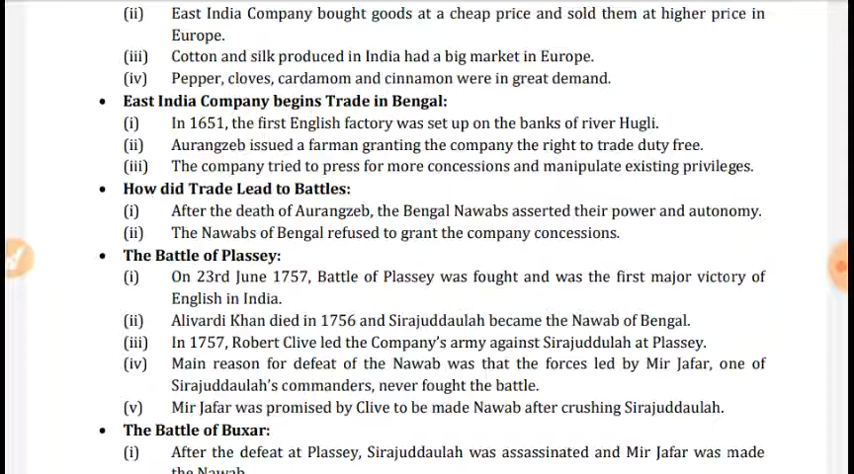 (ii) East India Company bought goods at a cheap price and sold them at higher price in
Europe.
(iii) Cotton and silk produced in India had a big market in Europe.
(iv) Pepper, cloves, cardamom and cinnamon were in great demand.
• East India Company begins Trade in Bengal:
(i) In 1651, the first English factory was set up on the banks of river Hugli.
(ii) Aurangzeb issued a farman granting the company the right to trade duty free.
(iii) The company tried to press for more concessions and manipulate existing privileges.
• How did Trade Lead to Battles:
(i) After the death of Aurangzeb, the Bengal Nawabs asserted their power and autonomy.
(ii) The Nawabs of Bengal refused to grant the company concessions.
• The Battle of Plassey:
(i) On 23rd June 1757, Battle of Plassey was fought and was the first major victory of
English in India.
(ii) Alivardi Khan died in 1756 and Sirajuddaulah became the Nawab of Bengal.
(iii) In 1757, Robert Clive led the Company's army against Sirajuddulah at Plassey.
(iv) Main reason for defeat of the Nawab was that the forces led by Mir Jafar, one of
Sirajuddaulah's commanders, never fought the battle.
(v) Mir Jafar was promised by Clive to be made Nawab after crushing Sirajuddaulah.
• The Battle of Buxar:
(i) After the defeat at Plassey, Sirajuddaulah was assassinated and Mir Jafar was made
the Nawab